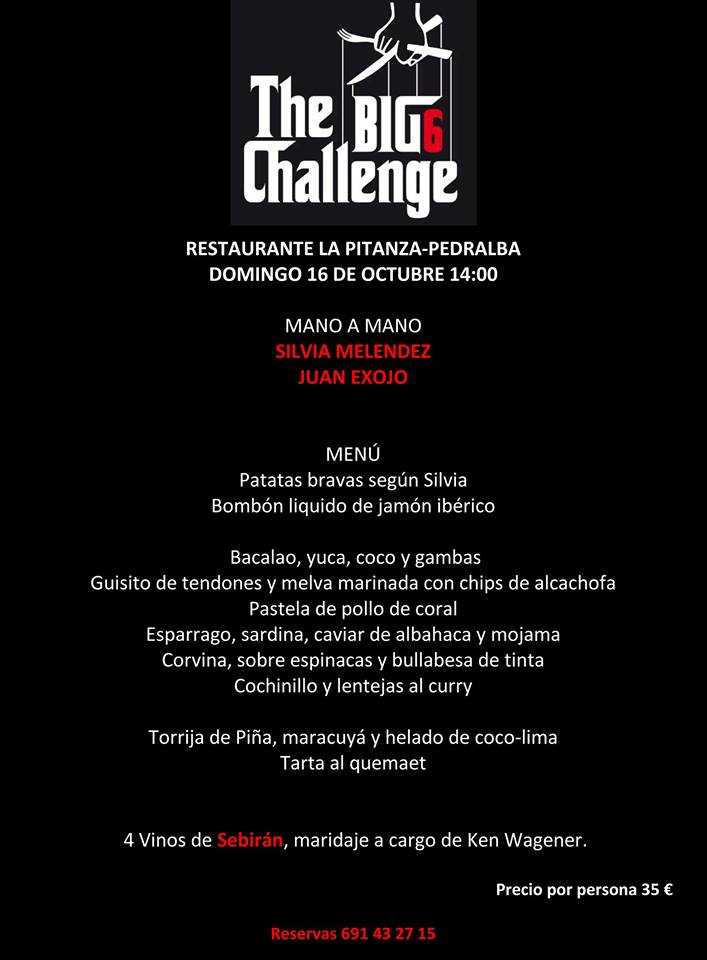 The BIG6
Challenge
RESTAURANTE LA PITANZA-PEDRALBA
DOMINGO 16 DE OCTUBRE 14:00
MANO A MANO
SILVIA MELENDEZ
JUAN EXOJO
MENÚ
Patatas bravas según Silvia
Bombón liquido de jamón ibérico
Bacalao, yuca, coco y gambas
Guisito de tendones y melva marinada con chips de alcachofa
Pastela de pollo de coral
Esparrago, sardina, caviar de albahaca y mojama
Corvina, sobre espinacas y bullabesa de tinta
Cochinillo y lentejas al curry
Torrija de Piña, maracuyá y helado de coco-lima
Tarta al quemaet
4 Vinos de Sebirán, maridaje a cargo de Ken Wagener.
Precio por persona 35 €
Reservas 691 43 27 15